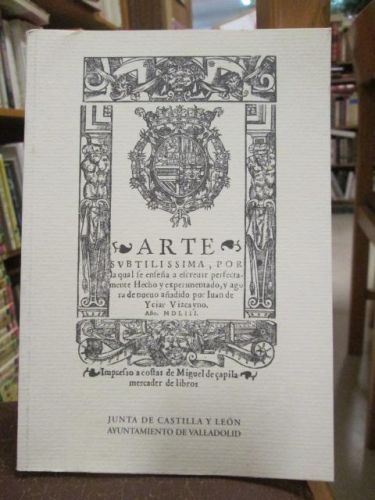 ARTE
SVBTILISSIMA, POR
la qual se enseña a escreuir perfecta-
mente Hecho y experimentado, y ago
ra de nueuo añadido por Iuan de
Yciar Vizcayno.
Año. MDLIII.
Impresso a costas de Miguel de çapila
mercader de libros
JUNTA DE CASTILLA Y LEÓN
AYUNTAMIENTO DE VALLADOLID